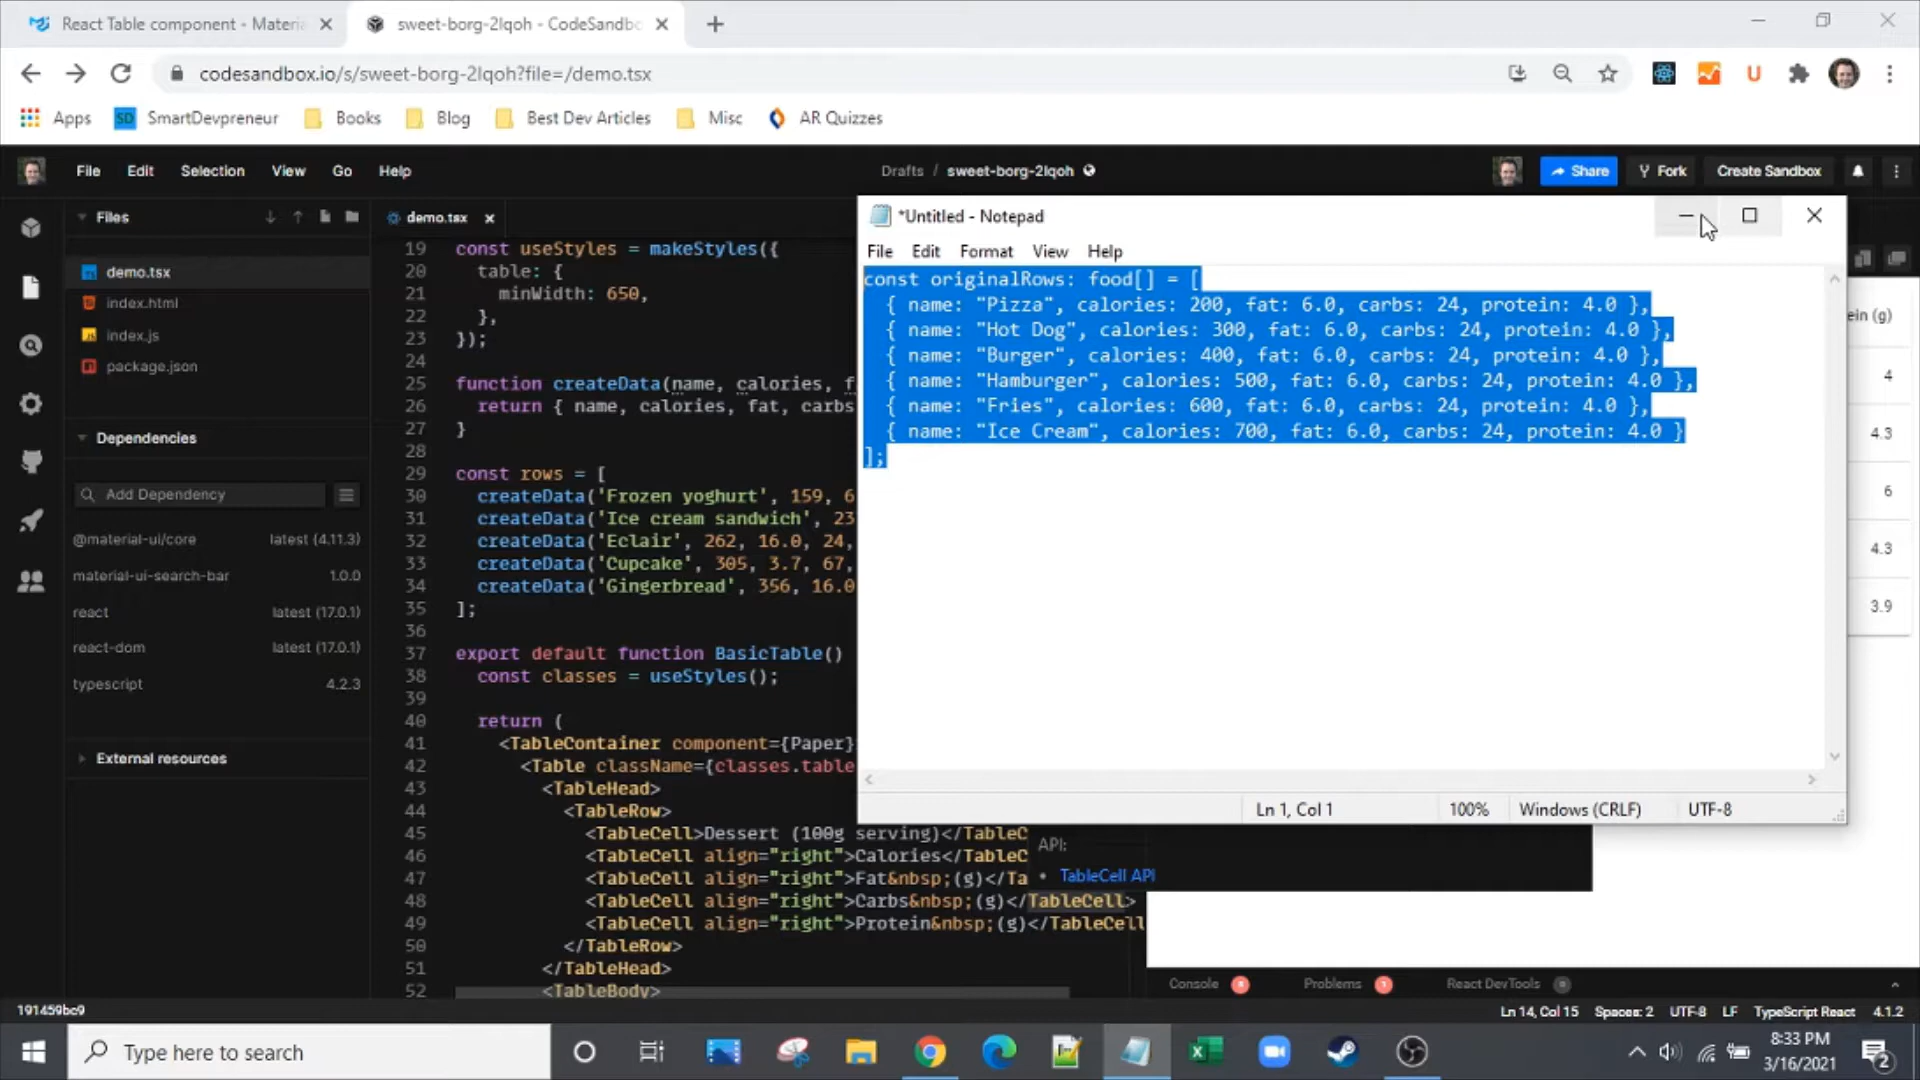 React Table component - Materi
sweet-borg-2lqoh - CodeSandbo
codesandbox.io/s/sweet-borg-2lqoh?file=/demo.tsx
Apps
SD SmartDevpreneur
Books
Blog
Best Dev Articles
Misc
AR Quizzes
File Edit Selection View Go Help
Drafts / sweet-borg-2lqoh
Share
Fork
Create Sandbox
Files
demo.tsx
index.html
index.js
package.json
Dependencies
Add Dependency
@material-ui/core latest (4.11.3)
material-ui-search-bar 1.0.0
react latest (17.0.1)
react-dom latest (17.0.1)
typescript 4.2.3
External resources
demo.tsx
19 const useStyles = makeStyles({
20 table: {
21 minWidth: 650,
22 },
23 });
24
25 function createData(name, calories, f
26 return { name, calories, fat, carbs
27 }
28
29 const rows = [
30 createData('Frozen yoghurt', 159, 6
31 createData('Ice cream sandwich', 23
32 createData('Eclair', 262, 16.0, 24,
33 createData('Cupcake', 305, 3.7, 67,
34 createData('Gingerbread', 356, 16.0
35 ];
36
37 export default function BasicTable()
38 const classes = useStyles();
39
40 return (
41 <TableContainer component={Paper}
42 <Table className={classes.table
43 <TableHead>
44 <TableRow>
45 <TableCell>Dessert (100g serving)</TableC
46 <TableCell align="right">Calories</TableC
47 <TableCell align="right">Fat&nbsp;(g)</Ta
48 <TableCell align="right">Carbs&nbsp;(g)</TableCell>
49 <TableCell align="right">Protein&nbsp;(g)</TableCell
50 </TableRow>
51 </TableHead>
52 <TableBody>
*Untitled - Notepad
File Edit Format View Help
const originalRows: food[] = [
{ name: "Pizza", calories: 200, fat: 6.0, carbs: 24, protein: 4.0 },
{ name: "Hot Dog", calories: 300, fat: 6.0, carbs: 24, protein: 4.0 },
{ name: "Burger", calories: 400, fat: 6.0, carbs: 24, protein: 4.0 },
{ name: "Hamburger", calories: 500, fat: 6.0, carbs: 24, protein: 4.0 },
{ name: "Fries", calories: 600, fat: 6.0, carbs: 24, protein: 4.0 },
{ name: "Ice Cream", calories: 700, fat: 6.0, carbs: 24, protein: 4.0 }
];
Ln 1, Col 1 100% Windows (CRLF) UTF-8
ein (g)
4
4.3
6
4.3
3.9
API:
• TableCell API
Console
Problems 1
React DevTools 0
191459bc9
Ln 14, Col 15 Spaces: 2 UTF-8 LF TypeScript React 4.1.2
Type here to search
8:33 PM
3/16/2021
2